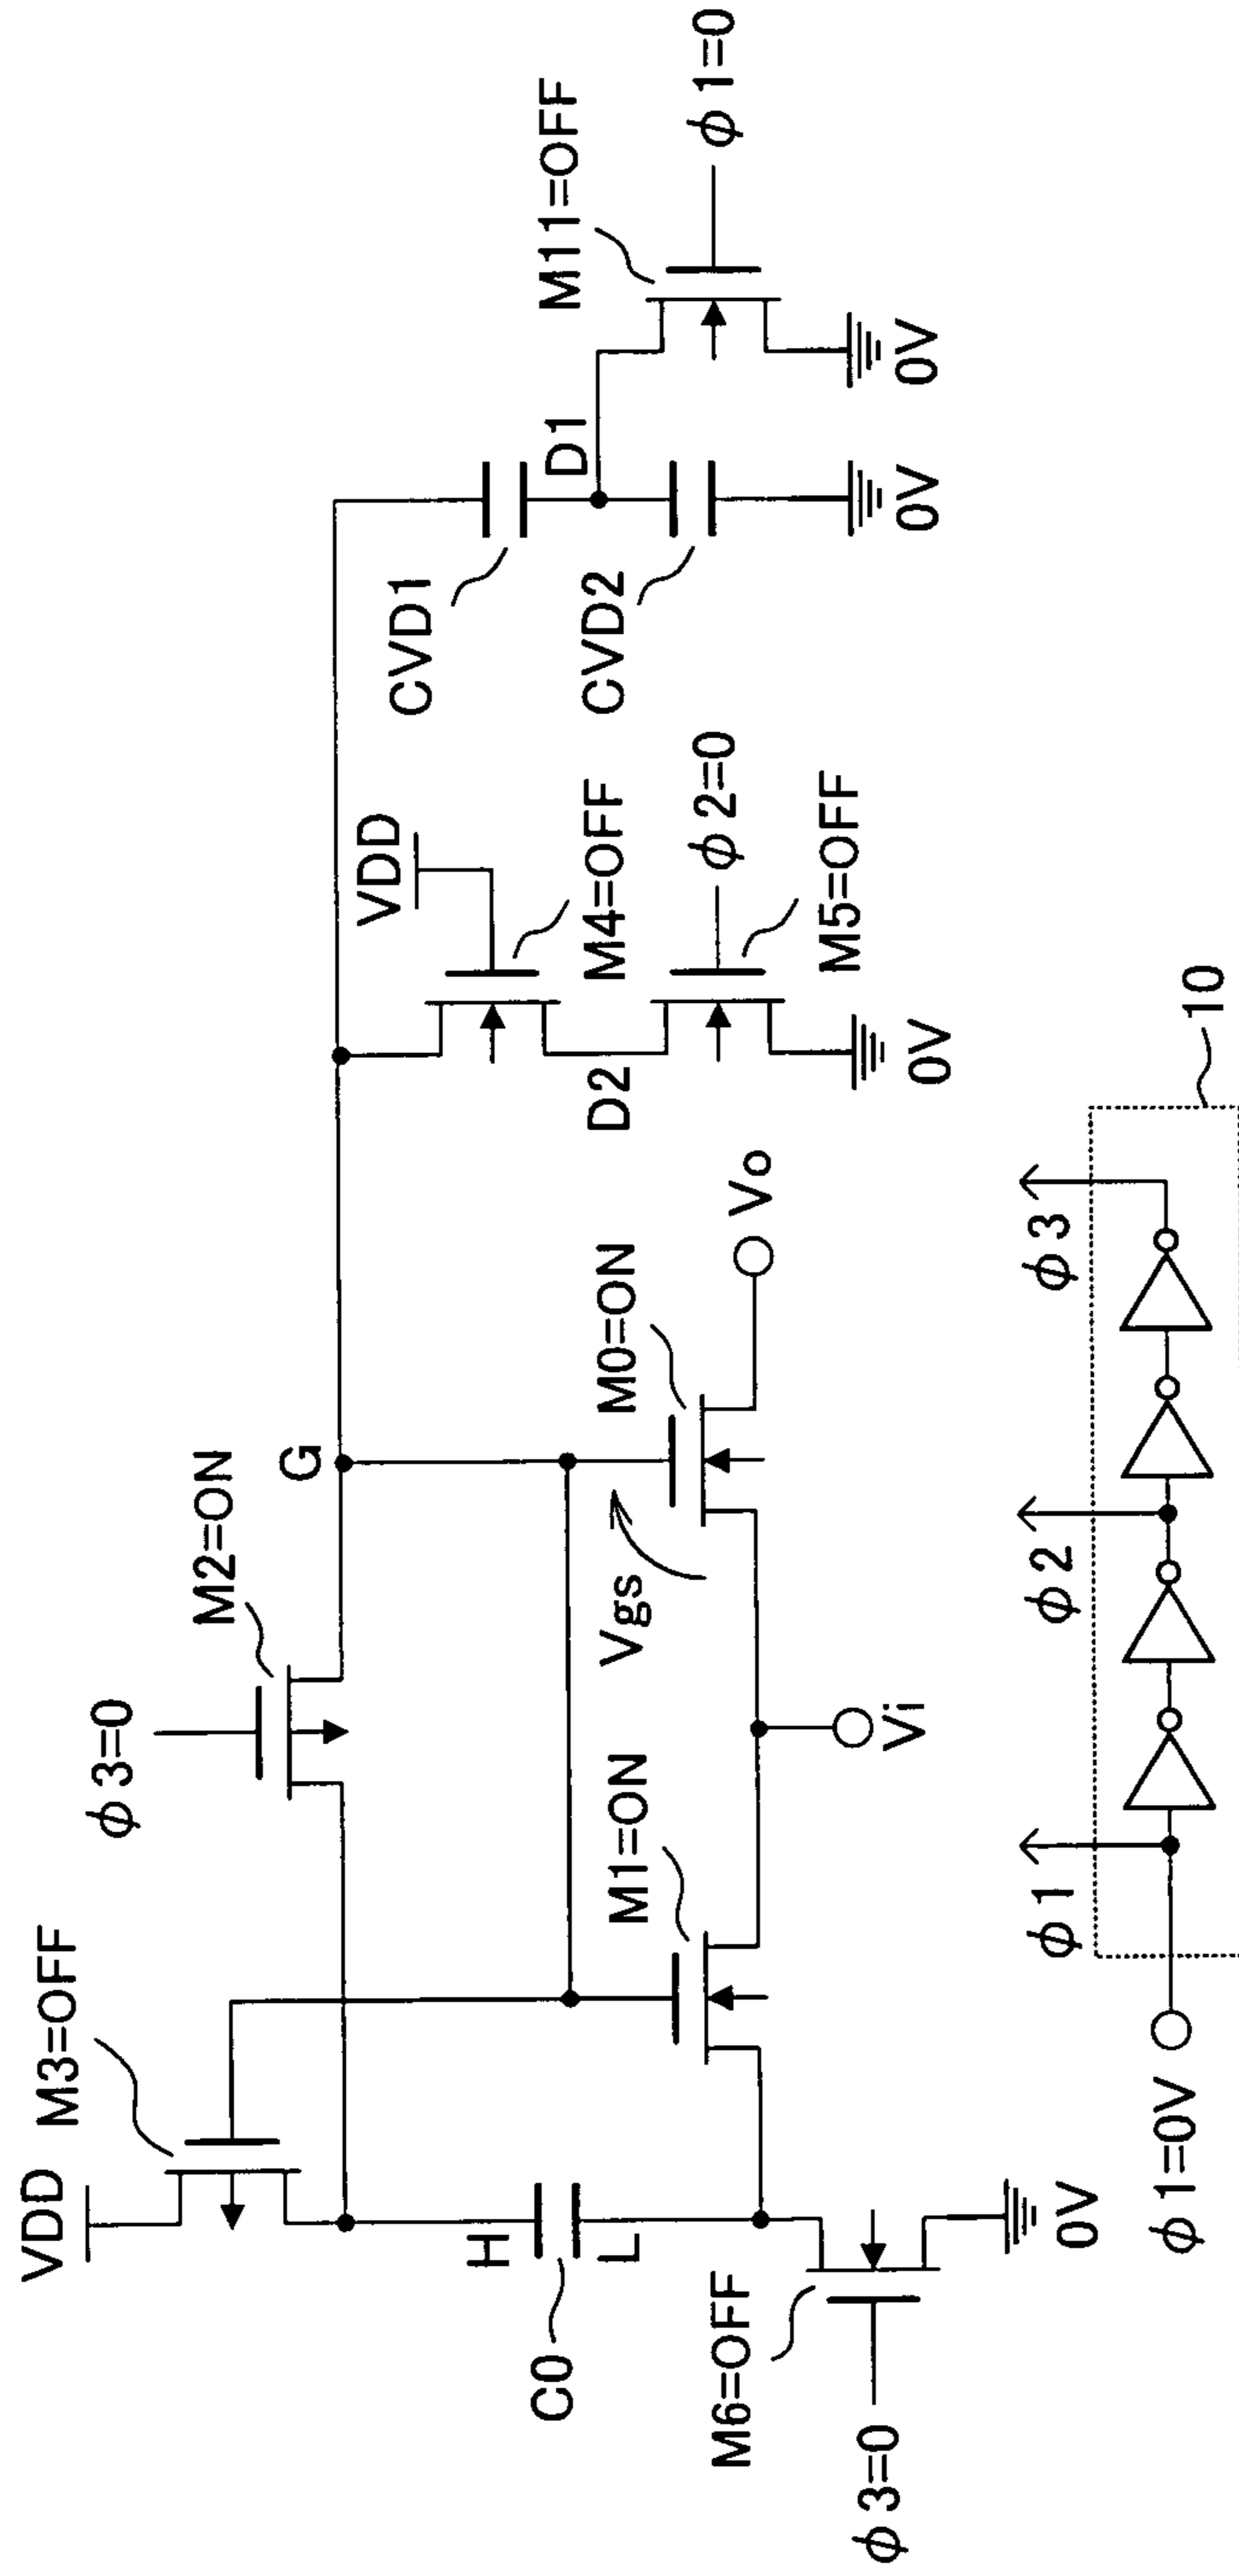 VDD
M3=OFF
φ3=0
M2=ON
G
VDD
M4=OFF
D2
φ2=0
M5=OFF
0V
CVD1
D1
CVD2
0V
M11=OFF
φ1=0
0V
H
C0
L
M1=ON
Vgs
M0=ON
Vo
Vi
M6=OFF
φ3=0
0V
φ1
φ2
φ3
10
φ1=0V